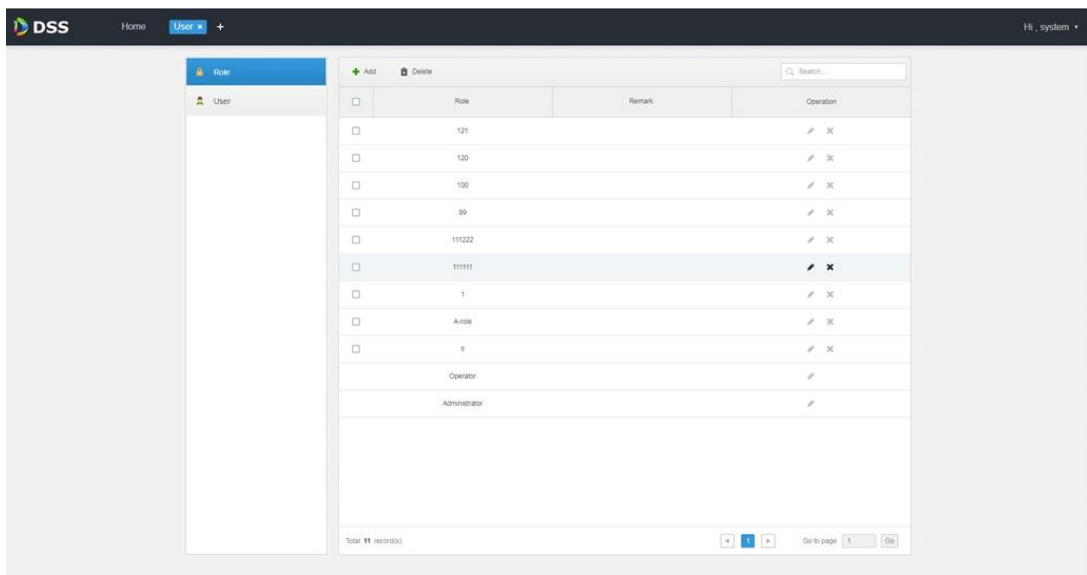 DSS Home User × + Hi , system
Role
User
Add Delete Search...
Role Remark Operation
121
120
100
99
111222
111111
1
A-role
Operator
Administrator
Total 11 record(s) 1 Go to page 1 Go